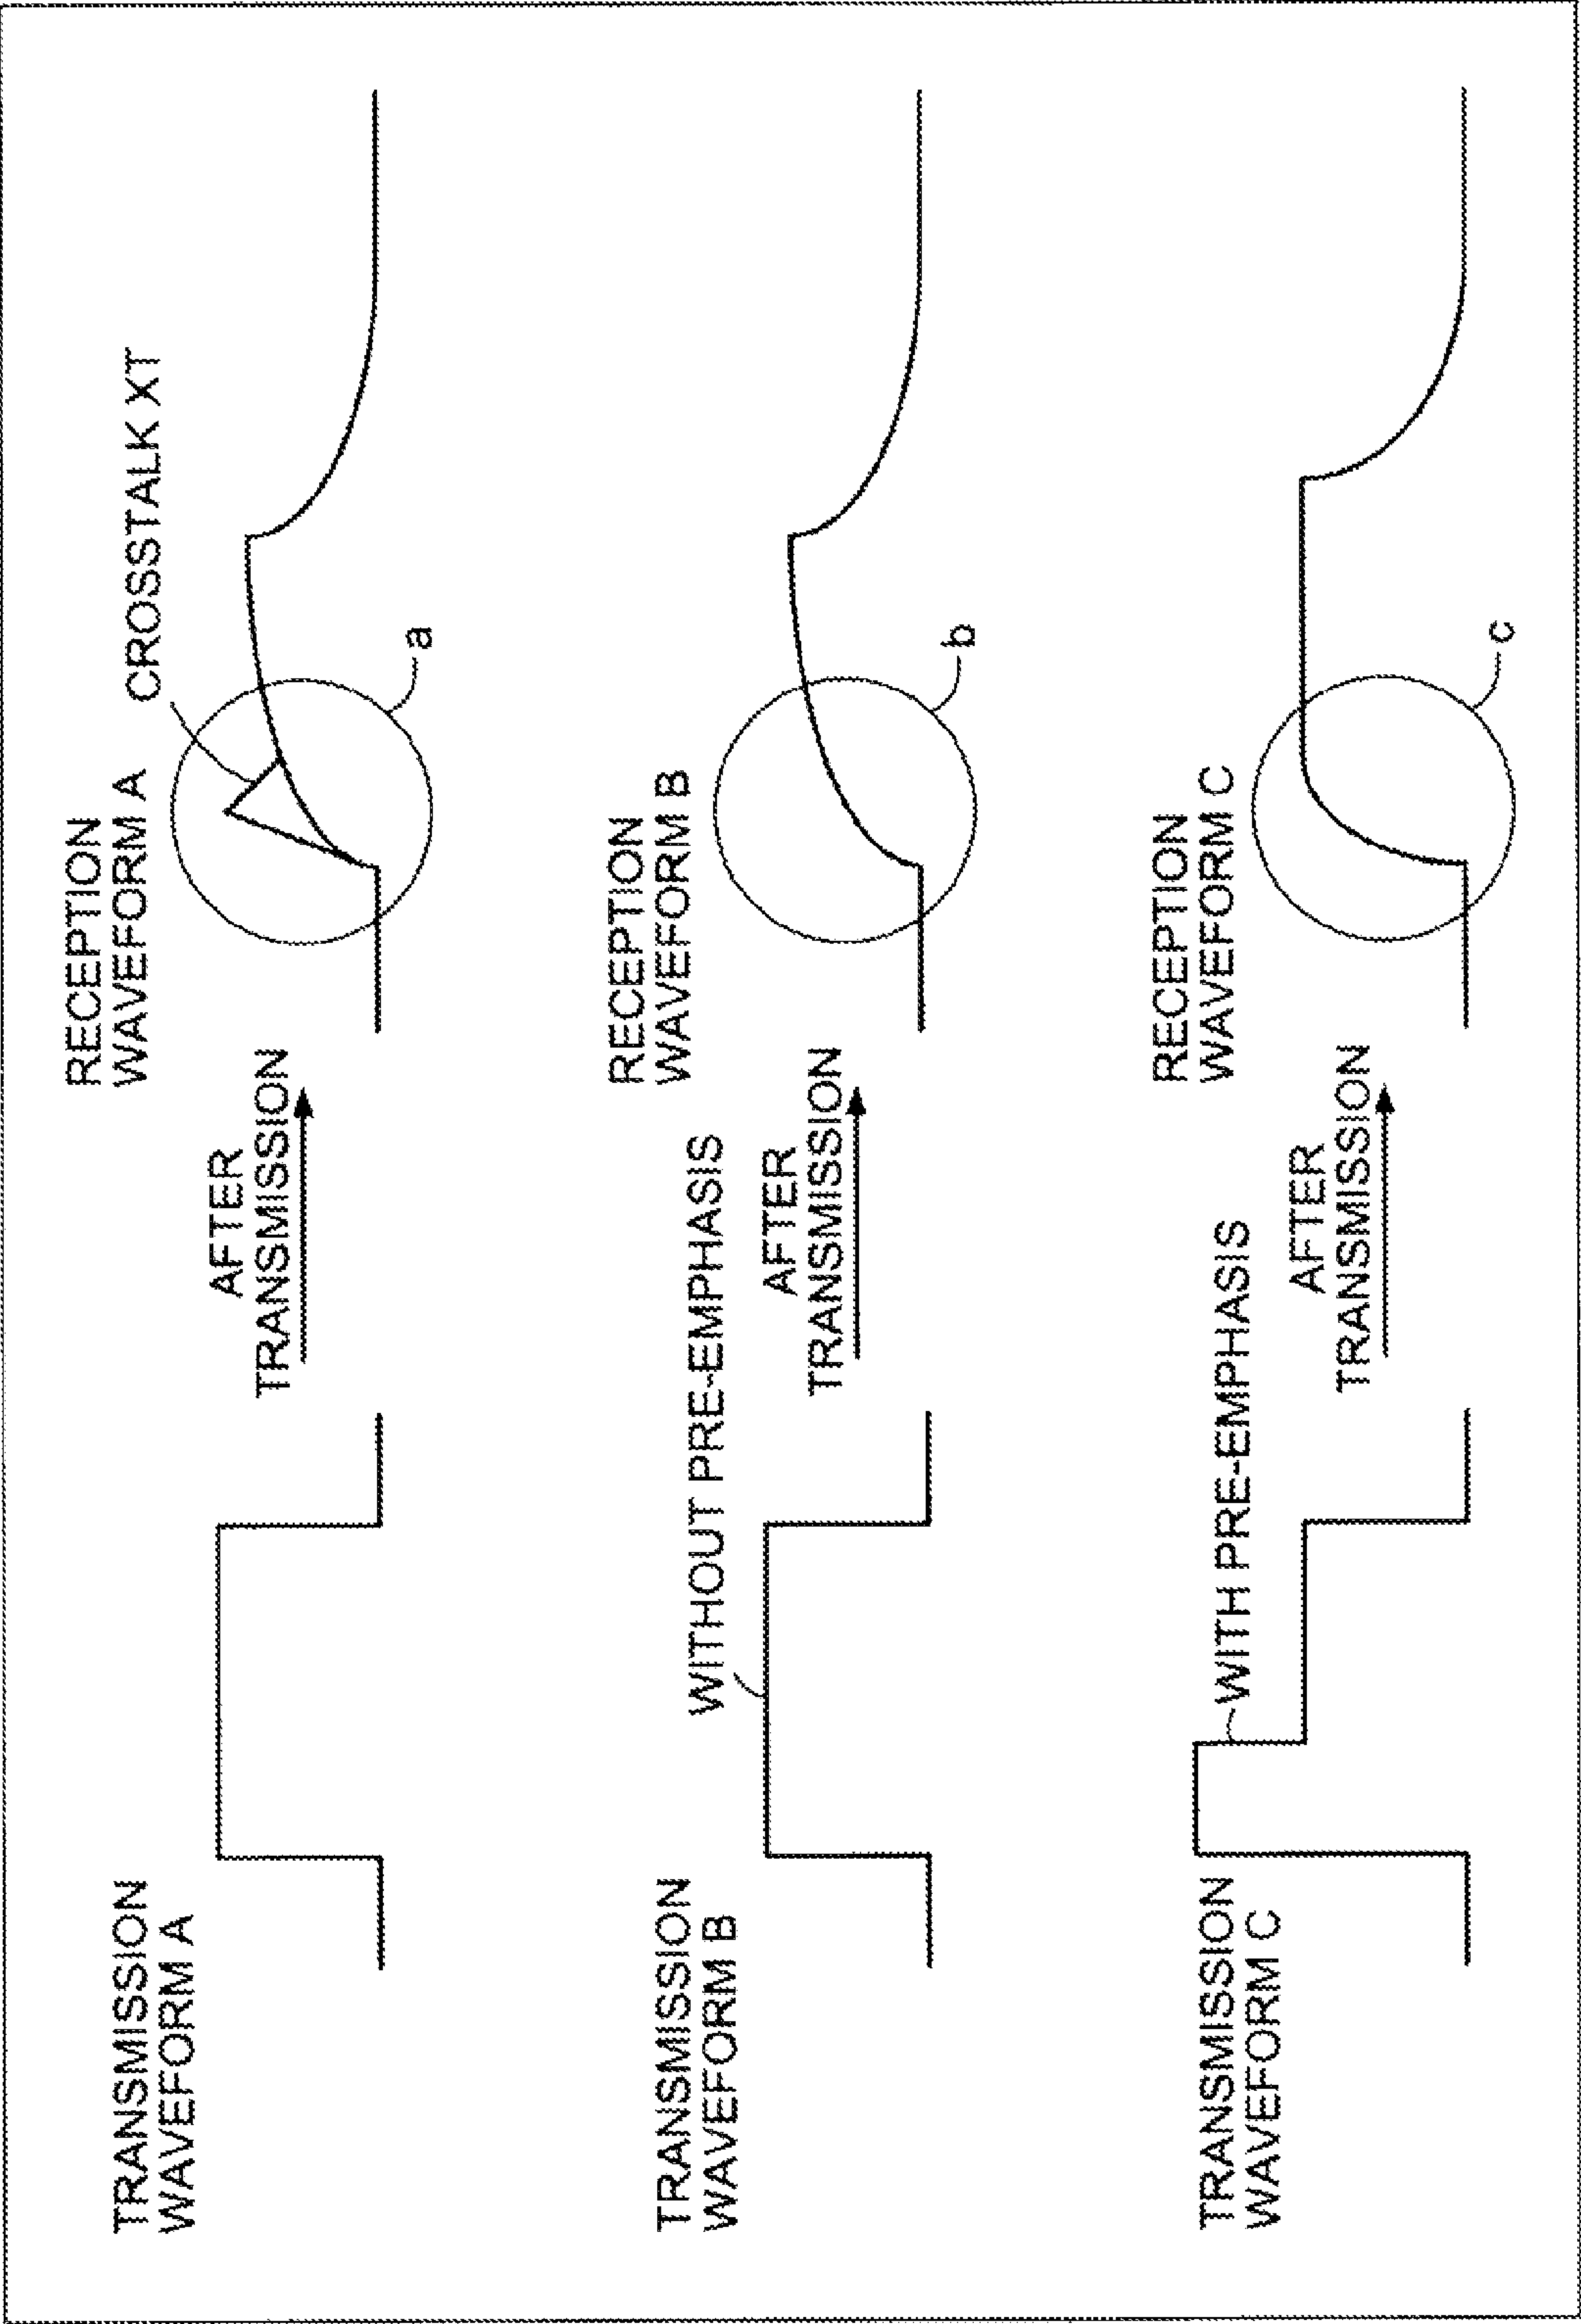 TRANSMISSION
WAVEFORM A
AFTER
TRANSMISSION
RECEPTION
WAVEFORM A
CROSSTALK XT
a
TRANSMISSION
WAVEFORM B
WITHOUT PRE-EMPHASIS
AFTER
TRANSMISSION
RECEPTION
WAVEFORM B
b
TRANSMISSION
WAVEFORM C
WITH PRE-EMPHASIS
AFTER
TRANSMISSION
RECEPTION
WAVEFORM C
c